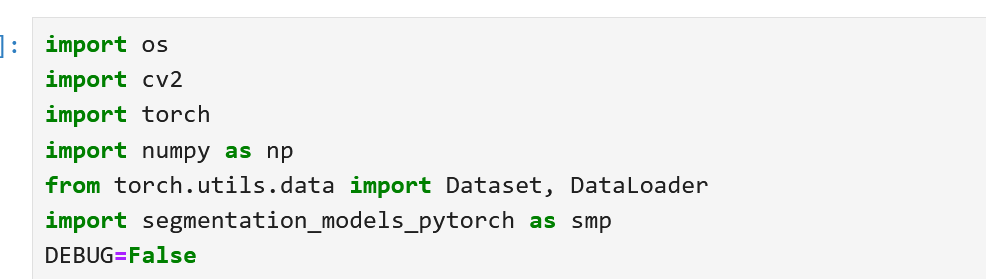 ]:
import os
import cv2
import torch
import numpy as np
from torch.utils.data import Dataset, DataLoader
import segmentation_models_pytorch as smp
DEBUG=False